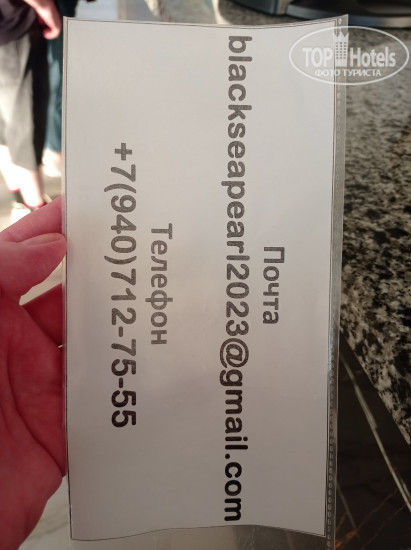 Почта
blackseapearl2023@gmail.com
Телефон
+7(940)712-75-55
TOP Hotels
ФОТО ТУРИСТА